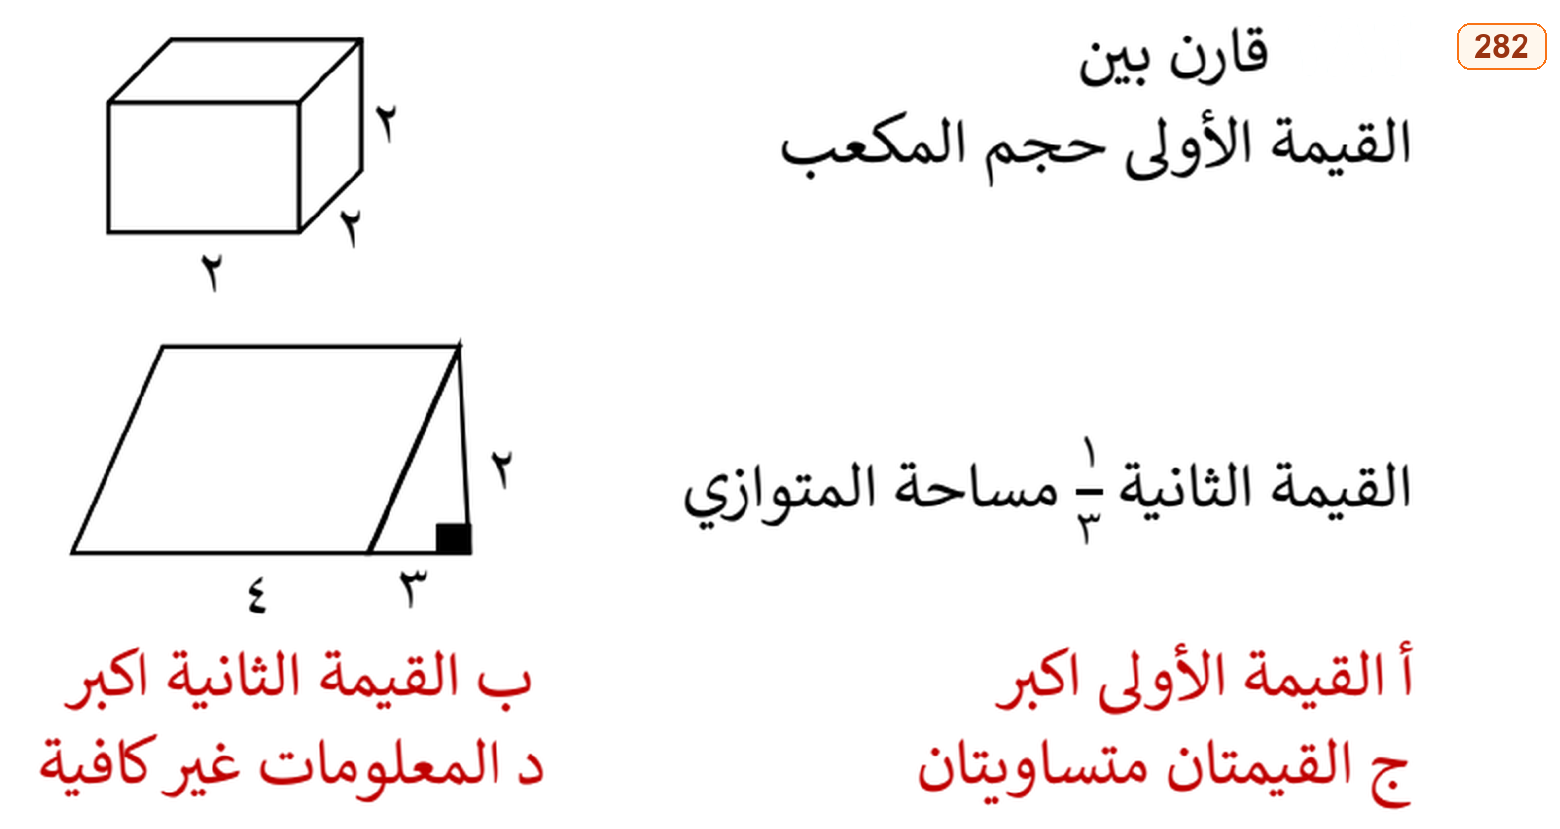 282
قارن بين
القيمة الأولى حجم المكعب
٢
٢
٢
القيمة الثانية ١/٣ مساحة المتوازي
٢
٤ ٣
أ القيمة الأولى اكبر ب القيمة الثانية اكبر
ج القيمتان متساويتان د المعلومات غير كافية